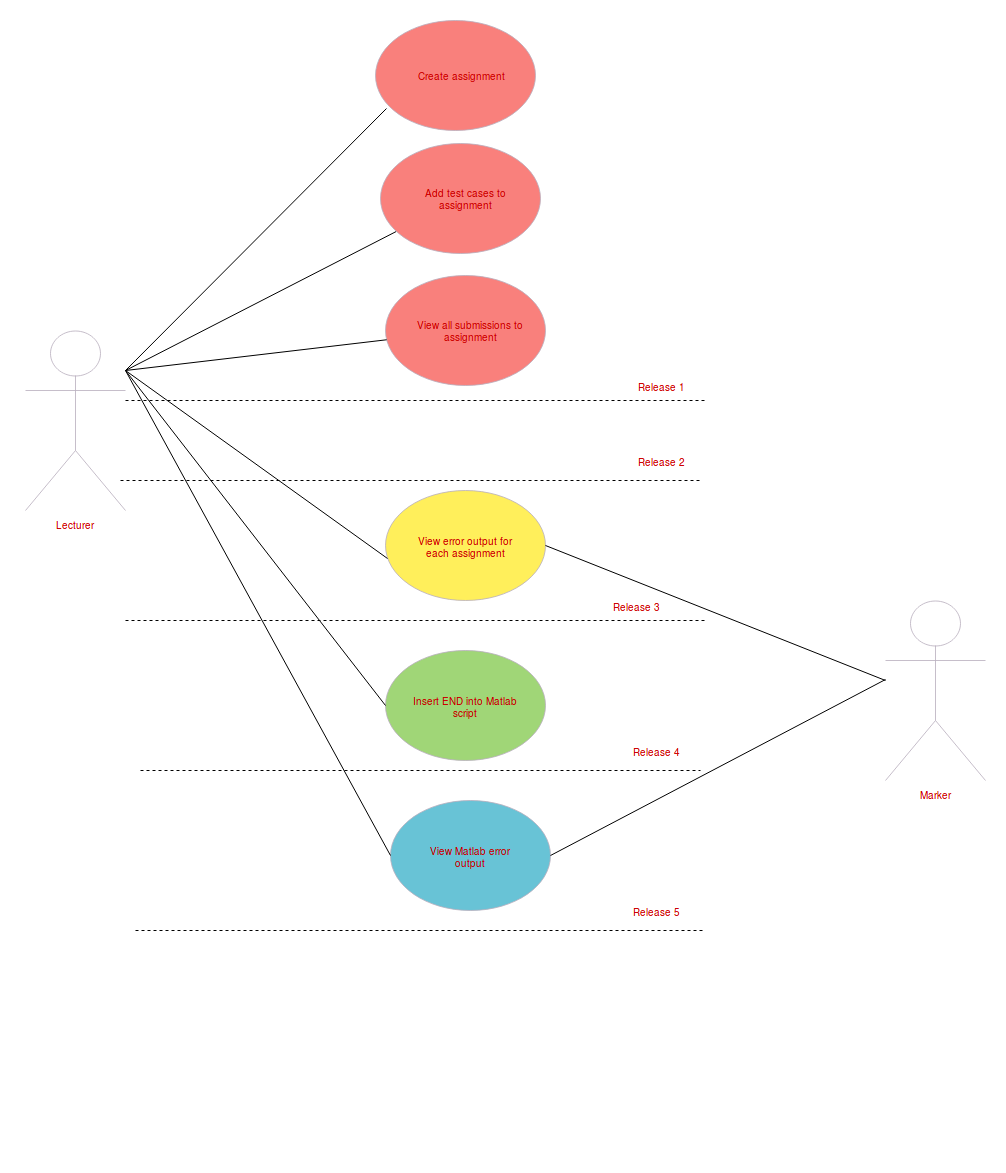 Create assignment
Add test cases to
assignment
View all submissions to
assignment
Release 1
Release 2
Lecturer
View error output for
each assignment
Release 3
Insert END into Matlab
script
Release 4
Marker
View Matlab error
output
Release 5